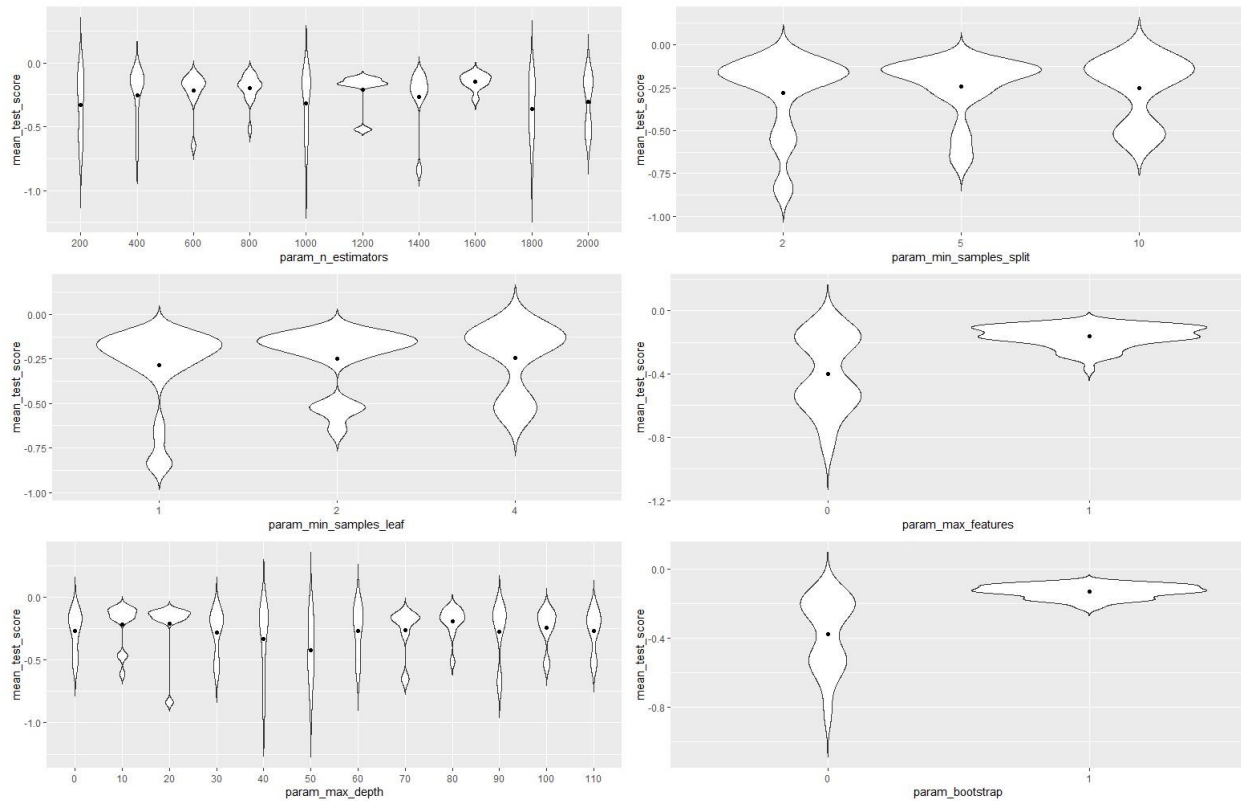 mean_test_score
0.0
-0.5
-1.0
200 400 600 800 1000 1200 1400 1600 1800 2000
param_n_estimators
mean_test_score
0.00
-0.25
-0.50
-0.75
-1.00
2 5 10
param_min_samples_split
mean_test_score
0.00
-0.25
-0.50
-0.75
-1.00
1 2 4
param_min_samples_leaf
mean_test_score
0.0
-0.4
-0.8
-1.2
0 1
param_max_features
mean_test_score
0.0
-0.5
-1.0
0 10 20 30 40 50 60 70 80 90 100 110
param_max_depth
mean_test_score
0.0
-0.4
-0.8
0 1
param_bootstrap